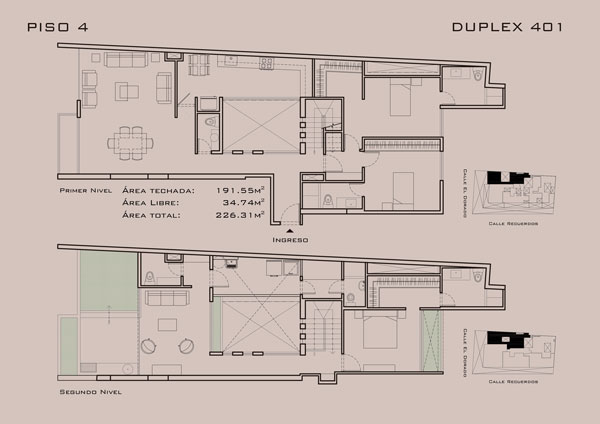 PISO 4
DUPLEX 401
Primer Nivel
Área techada: 191.55m²
Área Libre: 34.74m²
Área total: 226.31m²
Ingreso
Calle El Dorado
Calle Recuerdos
Segundo Nivel
Calle El Dorado
Calle Recuerdos